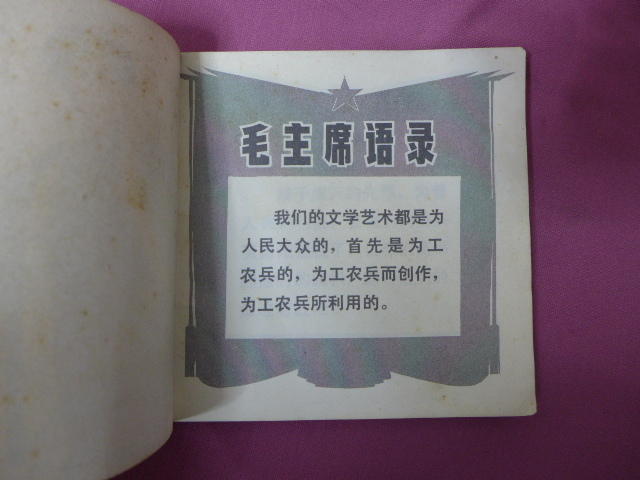 毛主席语录
我们的文学艺术都是为
人民大众的，首先是为工
农兵的，为工农兵而创作，
为工农兵所利用的。